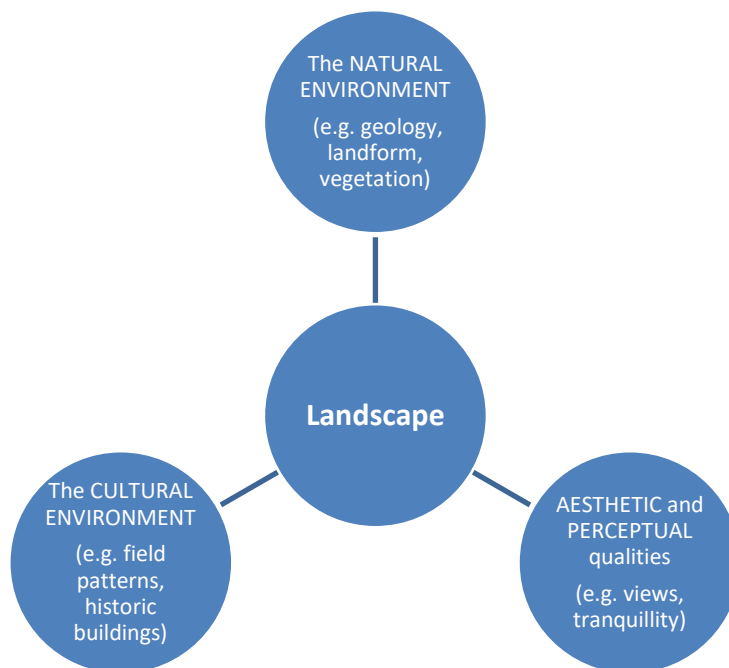 The NATURAL
ENVIRONMENT
(e.g. geology,
landform,
vegetation)
Landscape
The CULTURAL
ENVIRONMENT
(e.g. field
patterns,
historic
buildings)
AESTHETIC and
PERCEPTUAL
qualities
(e.g. views,
tranquillity)